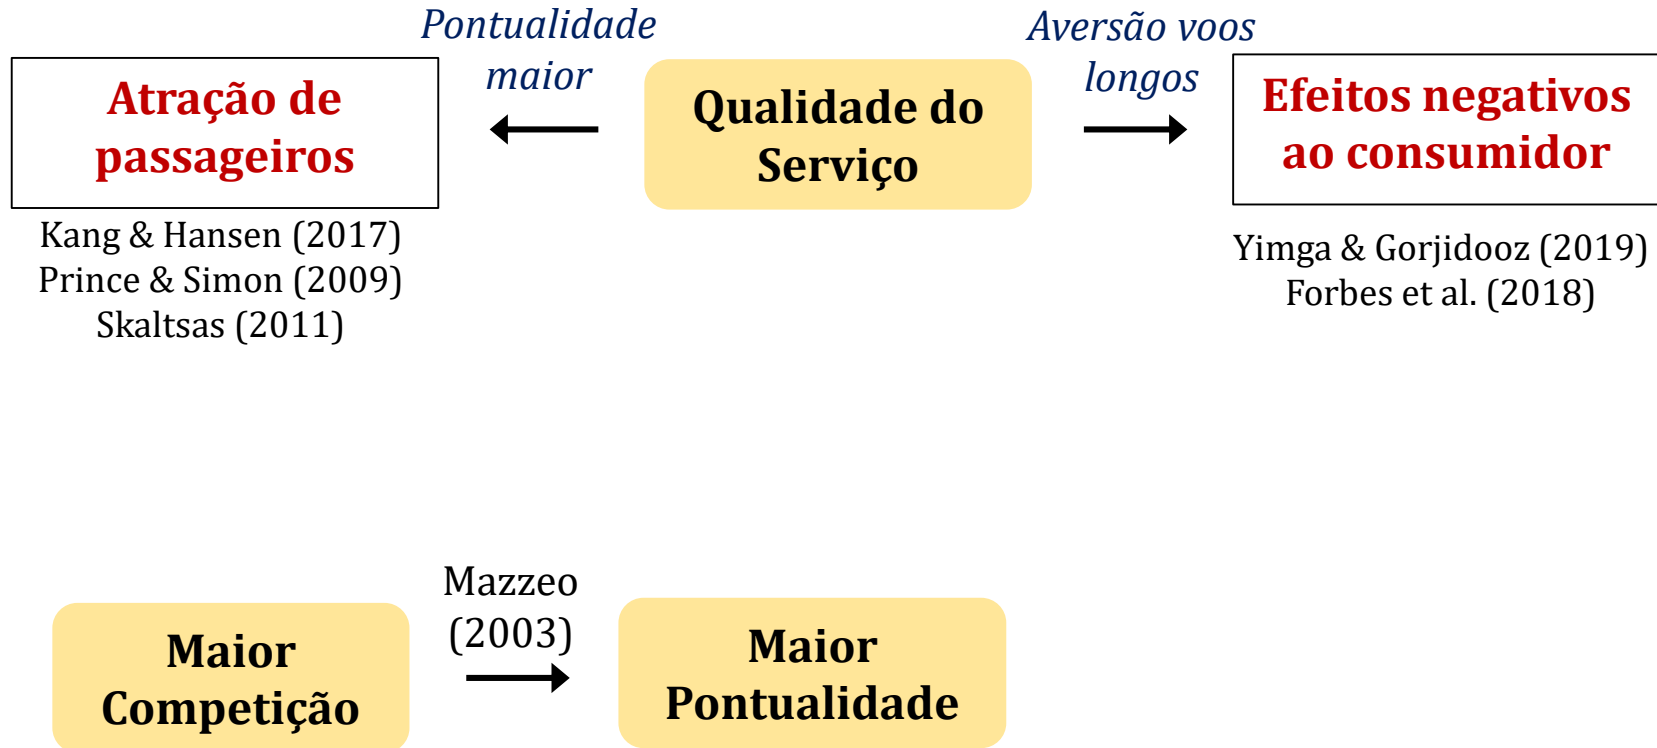 Pontualidade
maior
Aversão voos
longos
Atração de
passageiros
Qualidade do
Serviço
Efeitos negativos
ao consumidor
Kang & Hansen (2017)
Prince & Simon (2009)
Skaltsas (2011)
Yimga & Gorjidooz (2019)
Forbes et al. (2018)
Mazzeo
(2003)
Maior
Competição
Maior
Pontualidade